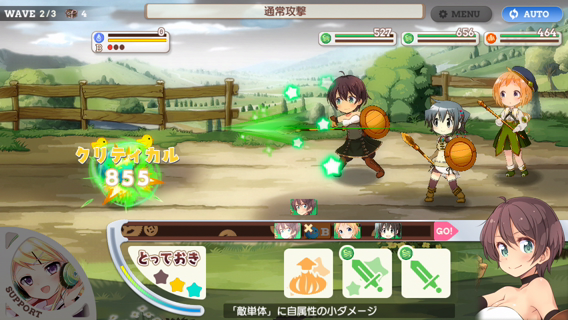 WAVE 2/3 4
通常攻撃
MENU
AUTO
B 0
527
656
464
クリティカル
855
B
GO!
とっておき
SUPPORT
「敵単体」に自属性の小ダメージ